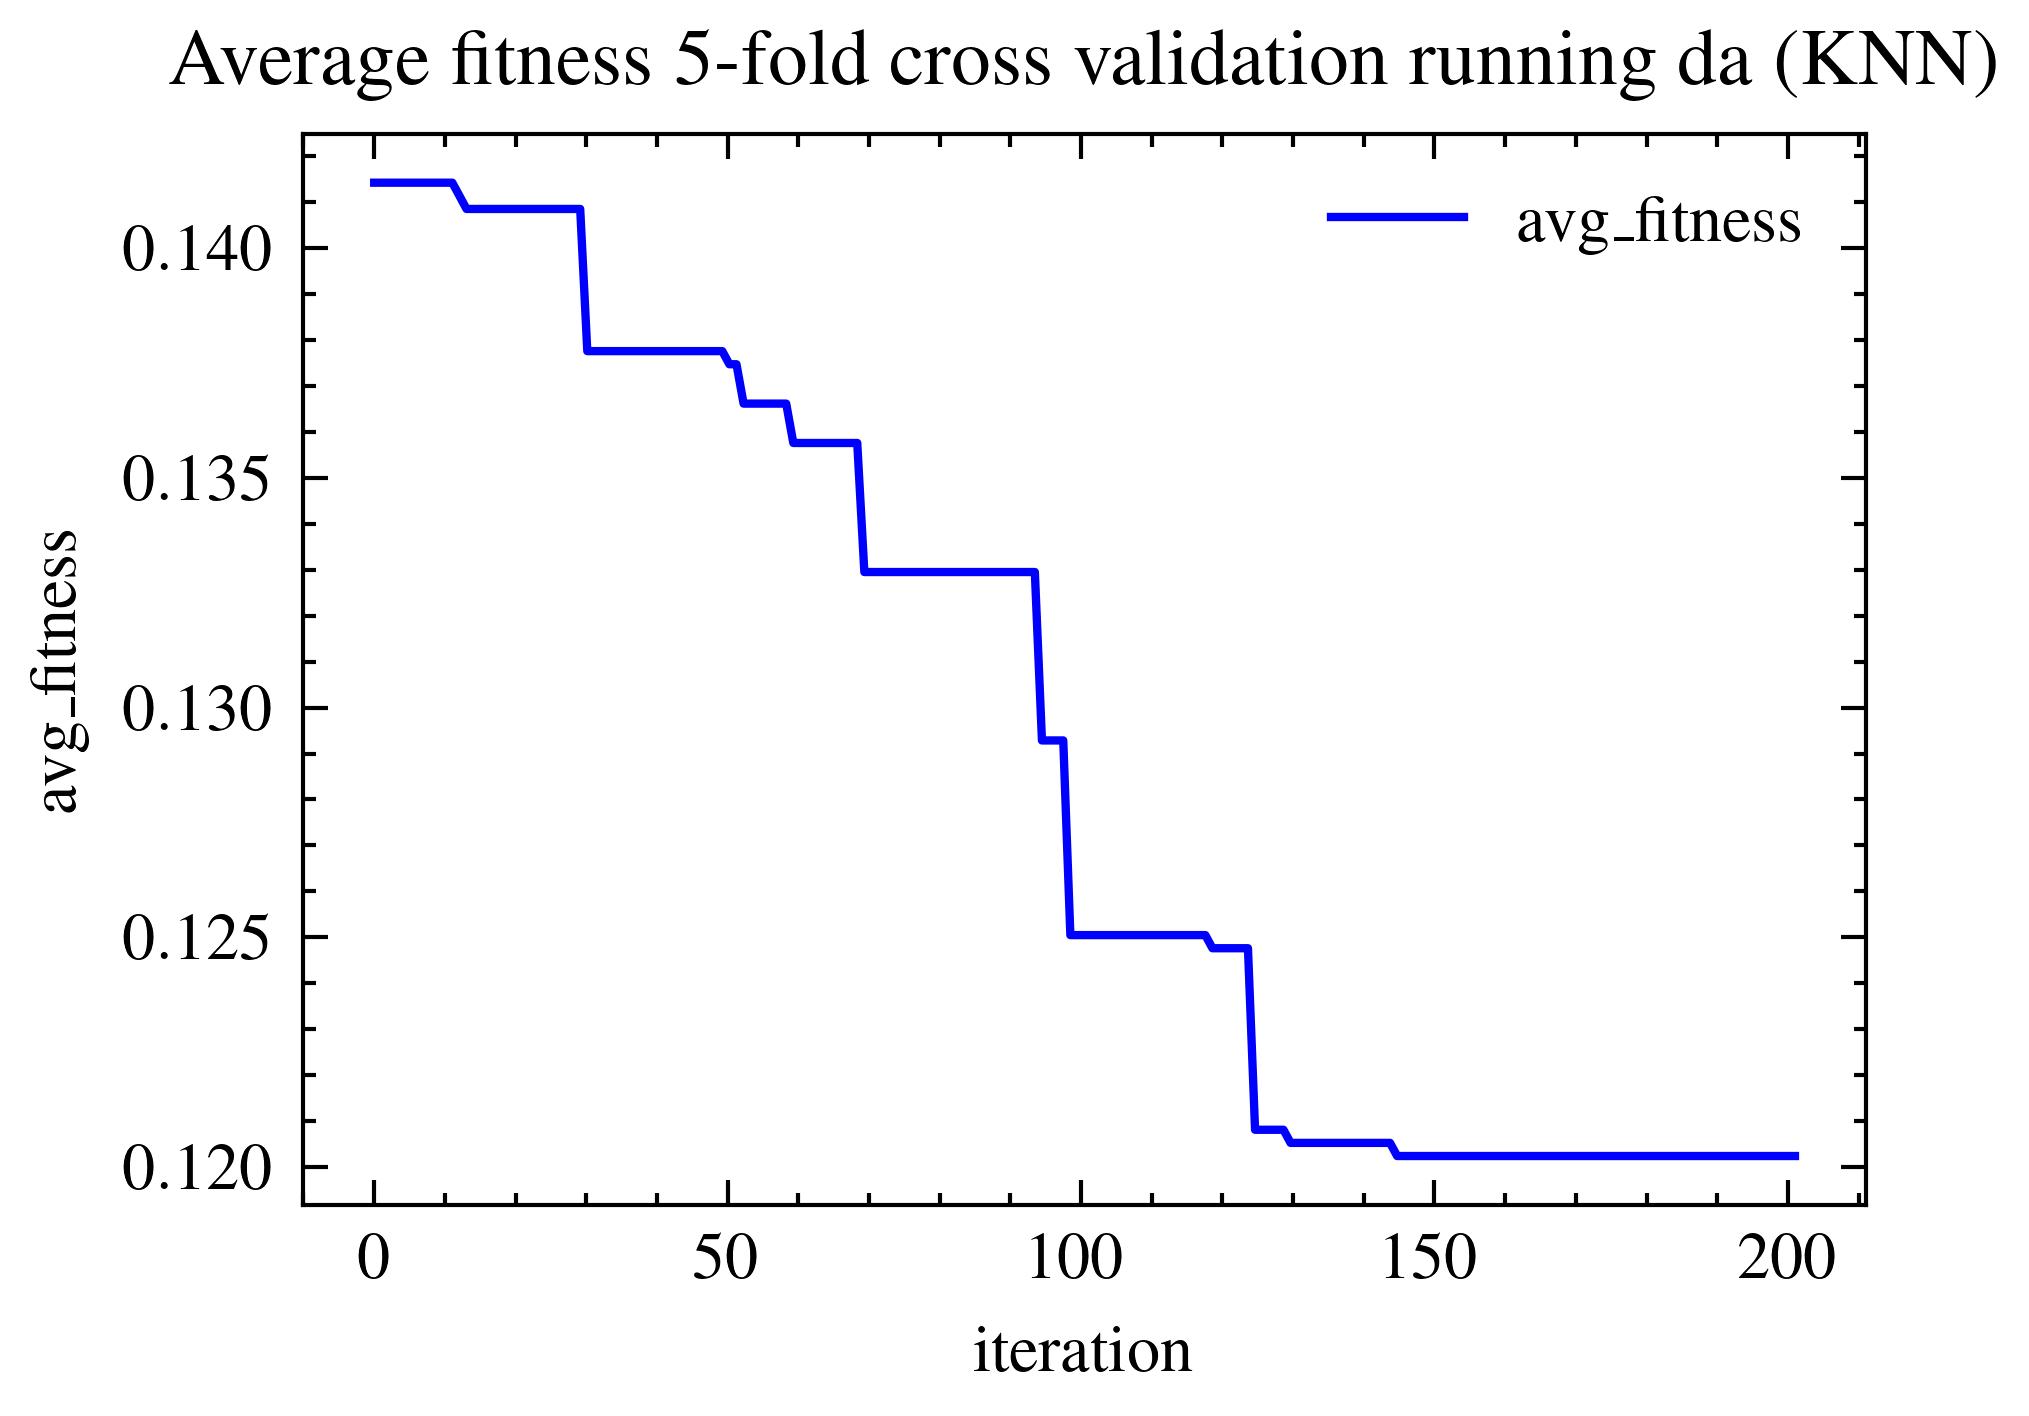 Average fitness 5-fold cross validation running da (KNN)
avg_fitness
0.140
0.135
0.130
0.125
0.120
avg_fitness
0 50 100 150 200
iteration